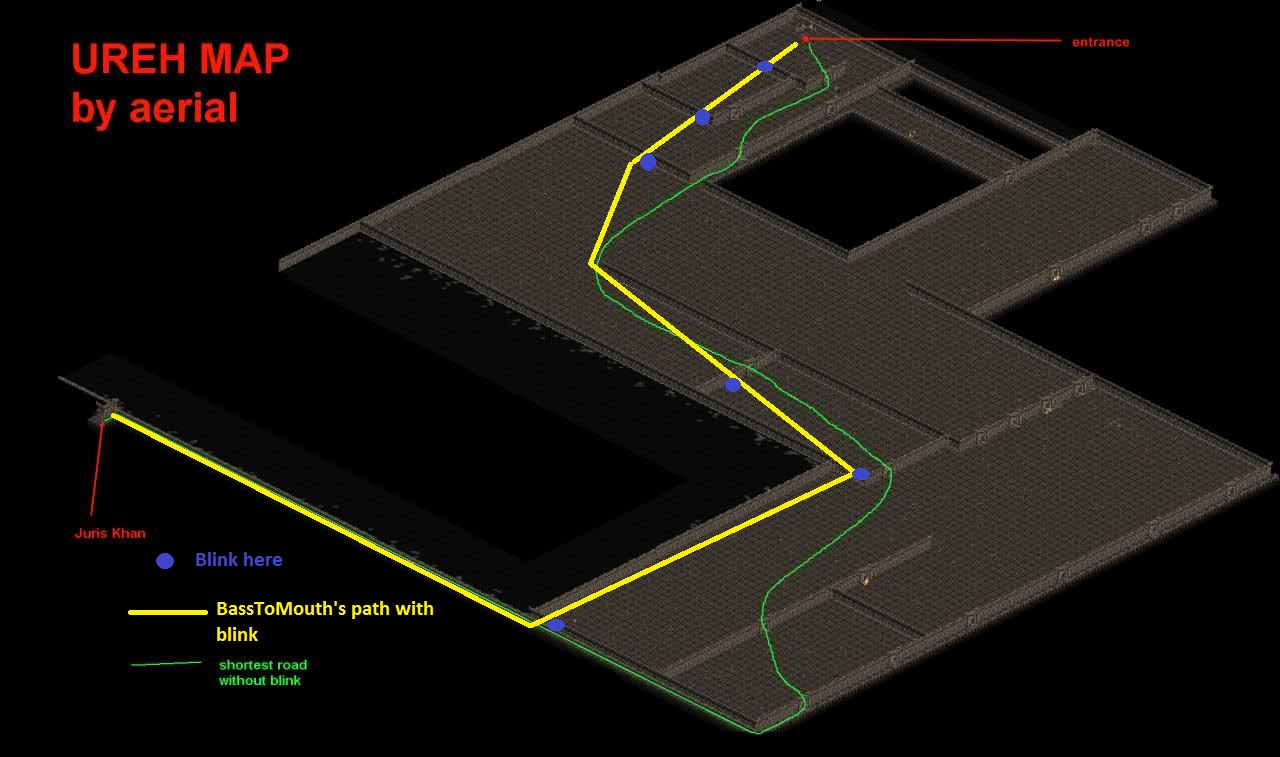 UREH MAP
by aerial
entrance
Juris Khan
Blink here
BassToMouth's path with
blink
shortest road
without blink